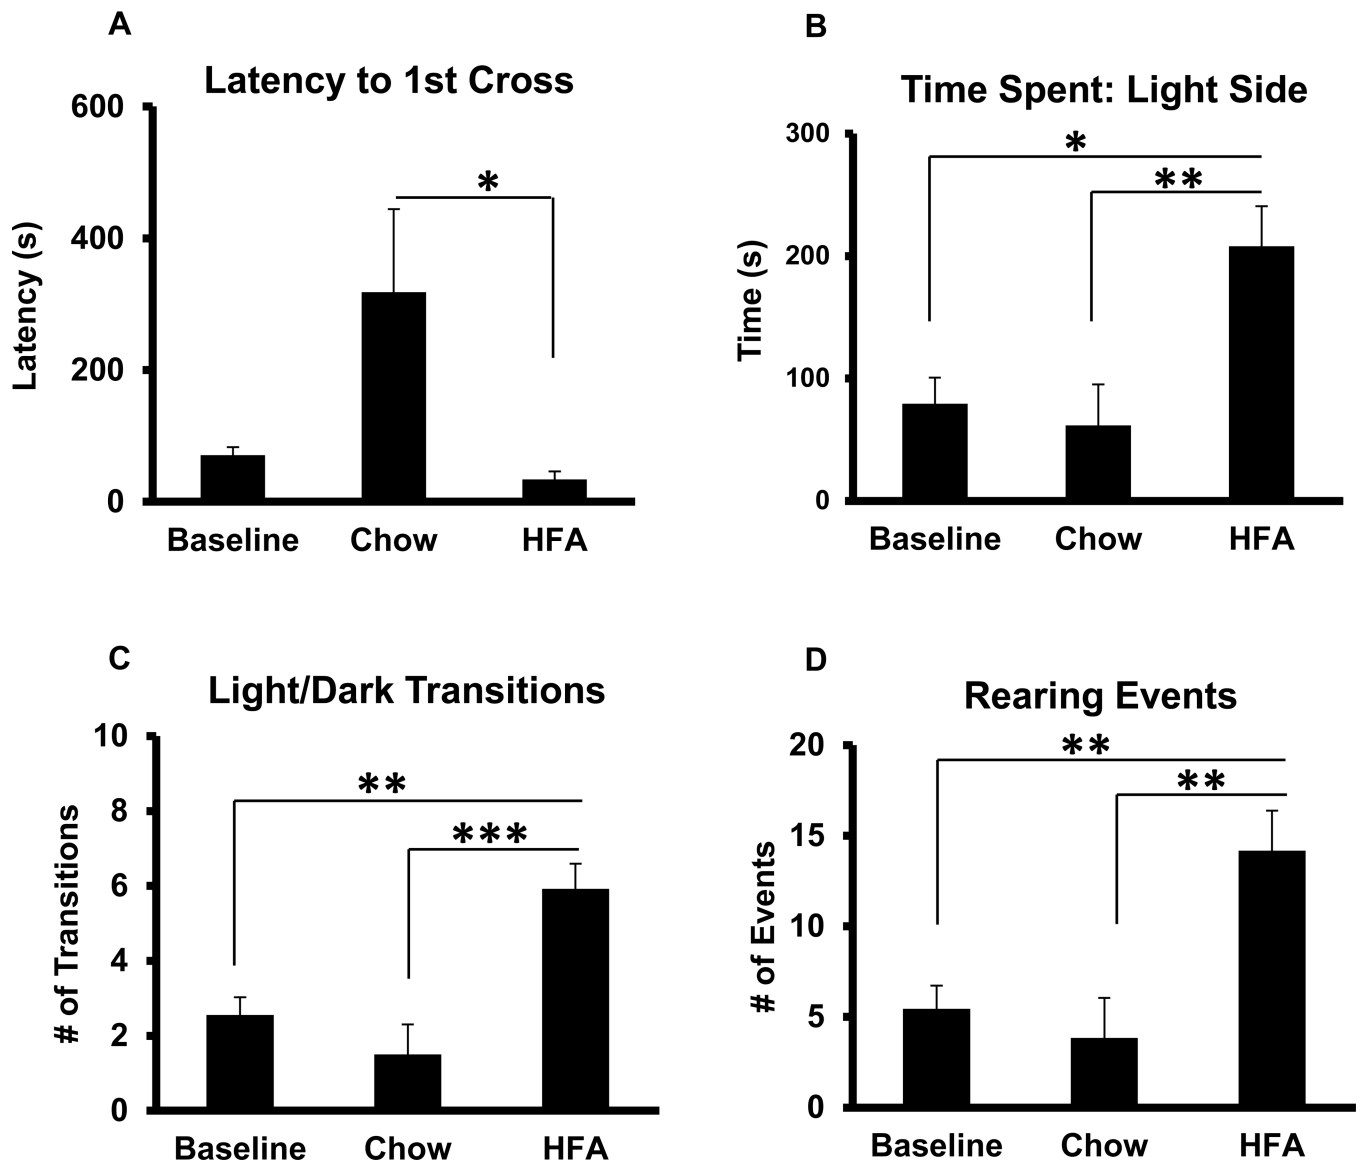 A
Latency to 1st Cross
600
400
200
0
Latency (s)
*
Baseline Chow HFA
B
Time Spent: Light Side
300
200
100
0
Time (s)
*
**
Baseline Chow HFA
C
Light/Dark Transitions
10
8
6
4
2
0
# of Transitions
**
***
Baseline Chow HFA
D
Rearing Events
20
15
10
5
0
# of Events
**
**
Baseline Chow HFA